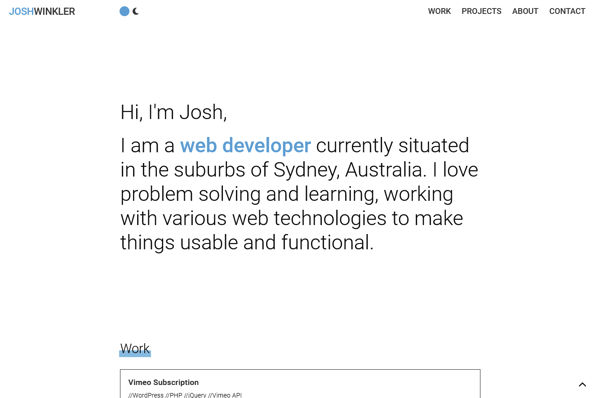 JOSHWINKLER
WORK PROJECTS ABOUT CONTACT
Hi, I'm Josh,
I am a web developer currently situated
in the suburbs of Sydney, Australia. I love
problem solving and learning, working
with various web technologies to make
things usable and functional.
Work
Vimeo Subscription
//WordPress //PHP //jQuery //Vimeo API